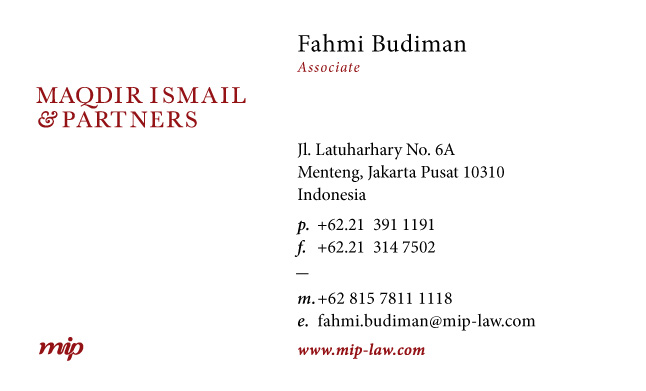 MAQDIR ISMAIL
& PARTNERS
mip
Fahmi Budiman
Associate
Jl. Latuharhary No. 6A
Menteng, Jakarta Pusat 10310
Indonesia
p. +62.21 391 1191
f. +62.21 314 7502
—
m. +62 815 7811 1118
e. fahmi.budiman@mip-law.com
www.mip-law.com